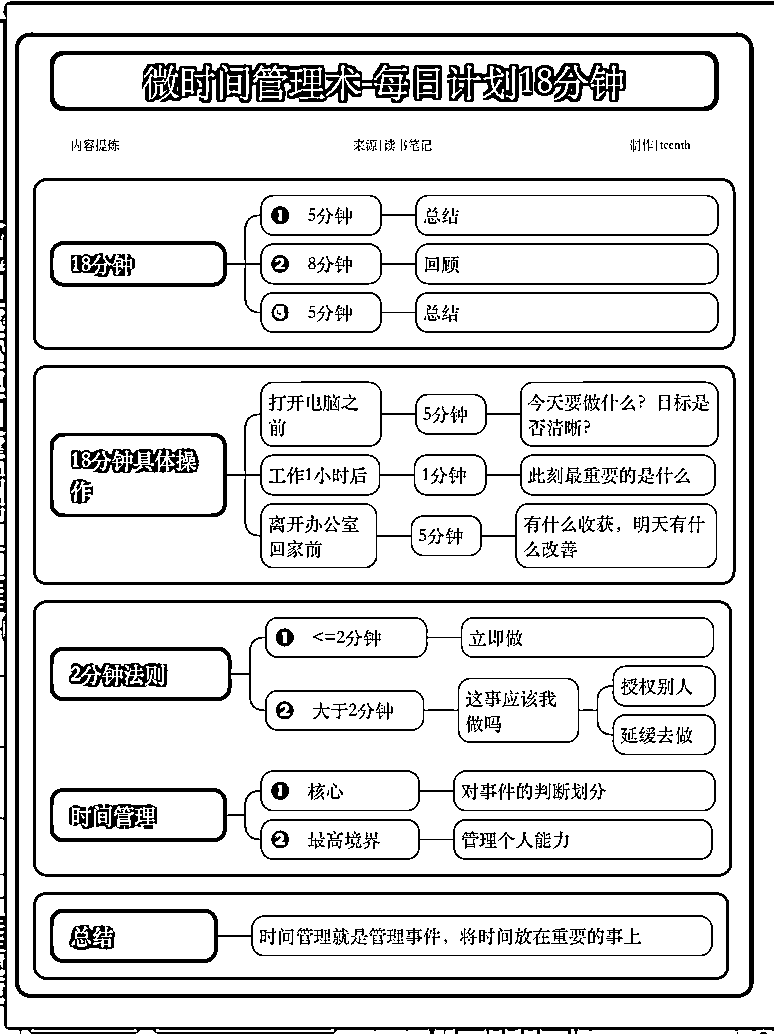 微时间管理术-每日计划18分钟
内容提炼
来源|读书笔记
制作|tccnth
18分钟
❶ 5分钟
总结
❷ 8分钟
回顾
❸ 5分钟
总结
18分钟具体操
作
打开电脑之
前
5分钟
今天要做什么？目标是
否清晰？
工作1小时后
1分钟
此刻最重要的是什么
离开办公室
回家前
5分钟
有什么收获，明天有什
么改善
2分钟法则
❶ <=2分钟
立即做
❷ 大于2分钟
这事应该我
做吗
授权别人
延缓去做
时间管理
❶ 核心
对事件的判断划分
❷ 最高境界
管理个人能力
总结
时间管理就是管理事件，将时间放在重要的事上